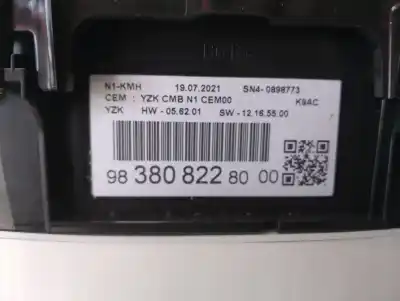 N1-KMH 19.07.2021 SN4-0898773
CEM : YZK CMB N1 CEM00 K9AC
YZK HW - 05.62.01 SW - 12.16.55.00
98 380 822 80 00